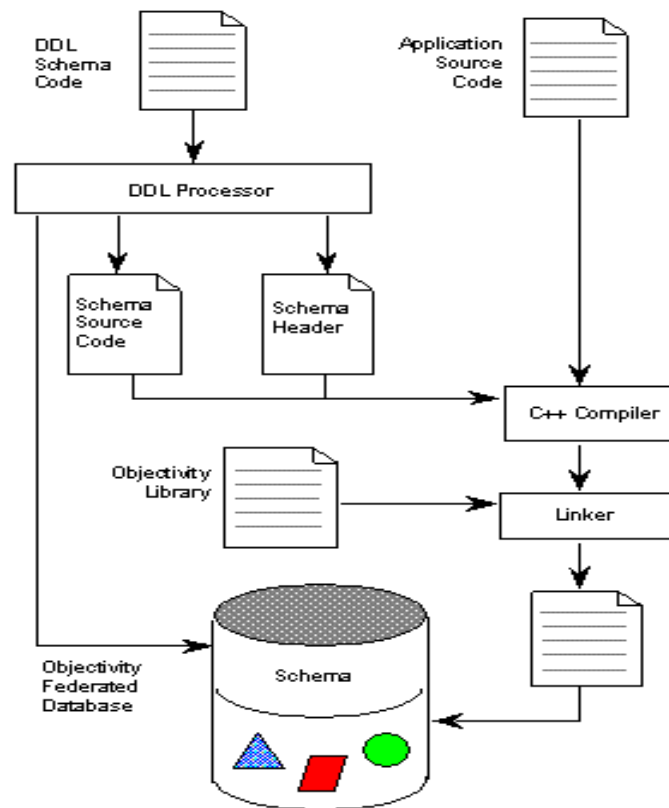 DDL
Schema
Code
Application
Source
Code
DDL Processor
Schema
Source
Code
Schema
Header
C++ Compiler
Objectivity
Library
Linker
Objectivity
Federated
Database
Schema